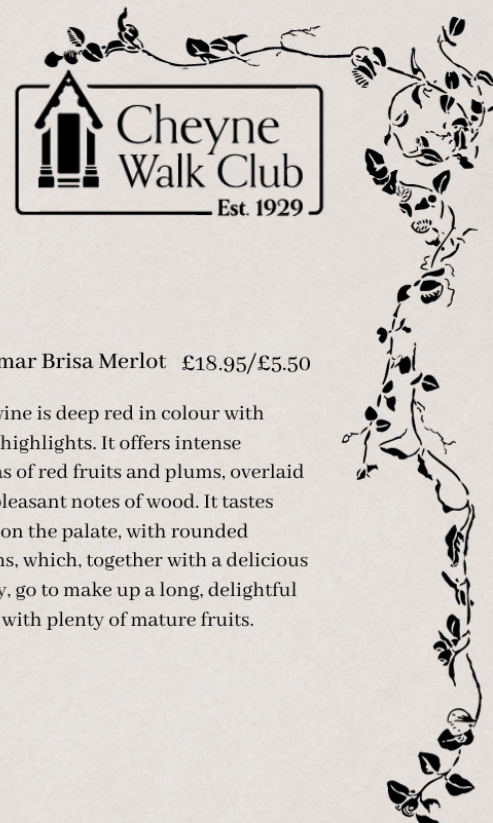 Cheyne
Walk Club
Est. 1929
mar Brisa Merlot £18.95/£5.50
wine is deep red in colour with
highlights. It offers intense
as of red fruits and plums, overlaid
pleasant notes of wood. It tastes
on the palate, with rounded
ns, which, together with a delicious
y, go to make up a long, delightful
with plenty of mature fruits.